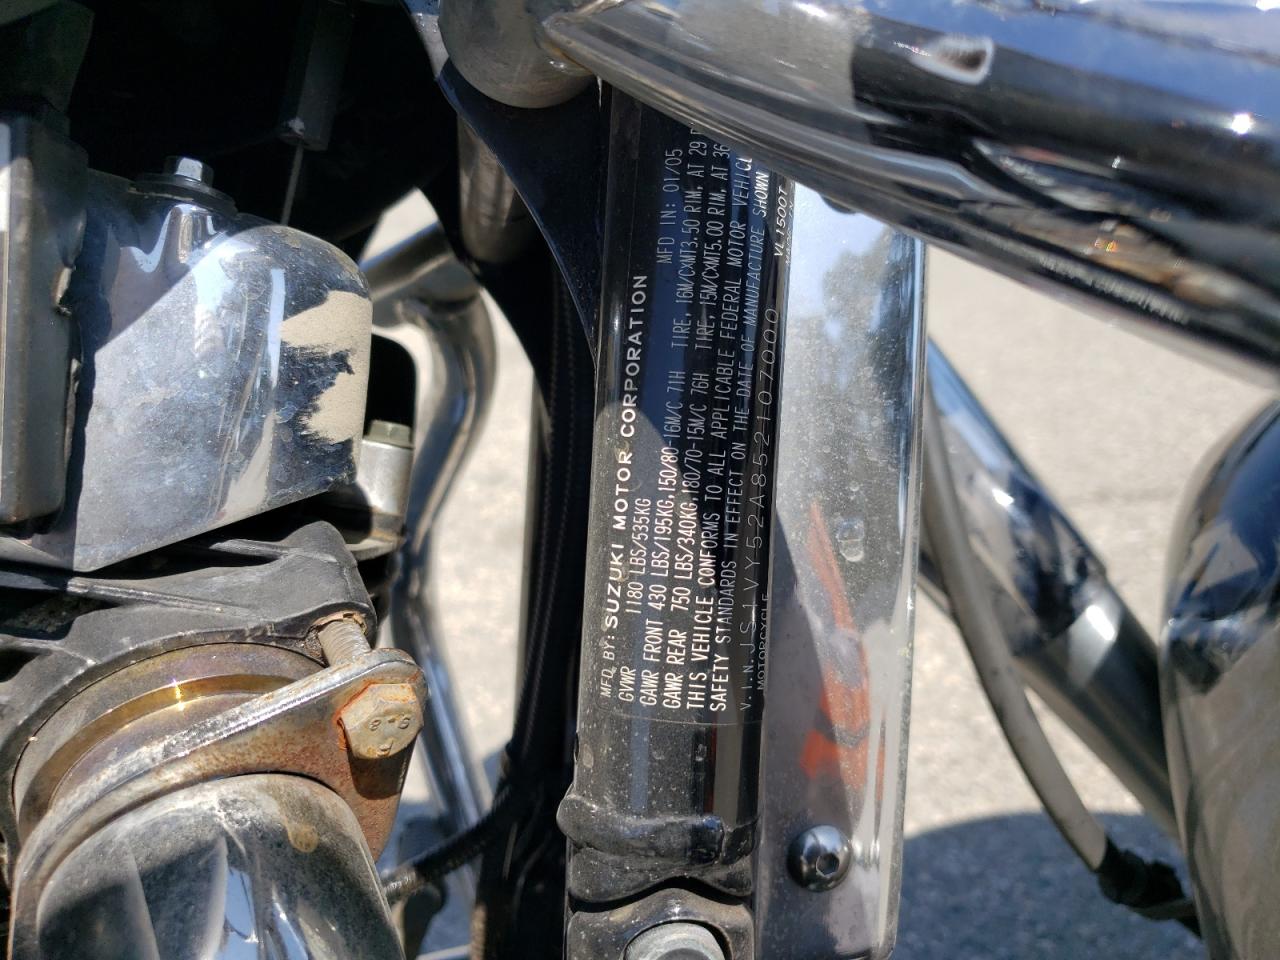 MFD BY: SUZUKI MOTOR CORPORATION MFD IN: 01/05
GVWR 1180 LBS/535KG
GAWR FRONT 430 LBS/195KG,150/80-16M/C 71H TIRE, 16M/CxMT3.50 RIM, AT 29
GAWR REAR 750 LBS/340KG,180/70-15M/C 76H TIRE, 15M/CxMT5.00 RIM, AT 36
THIS VEHICLE CONFORMS TO ALL APPLICABLE FEDERAL MOTOR
SAFETY STANDARDS IN EFFECT ON THE DATE OF MANUFACTURE SHOWN
V.I.N. JS1VY52A852107000 VL1500T
MOTORCYCLE
8.8